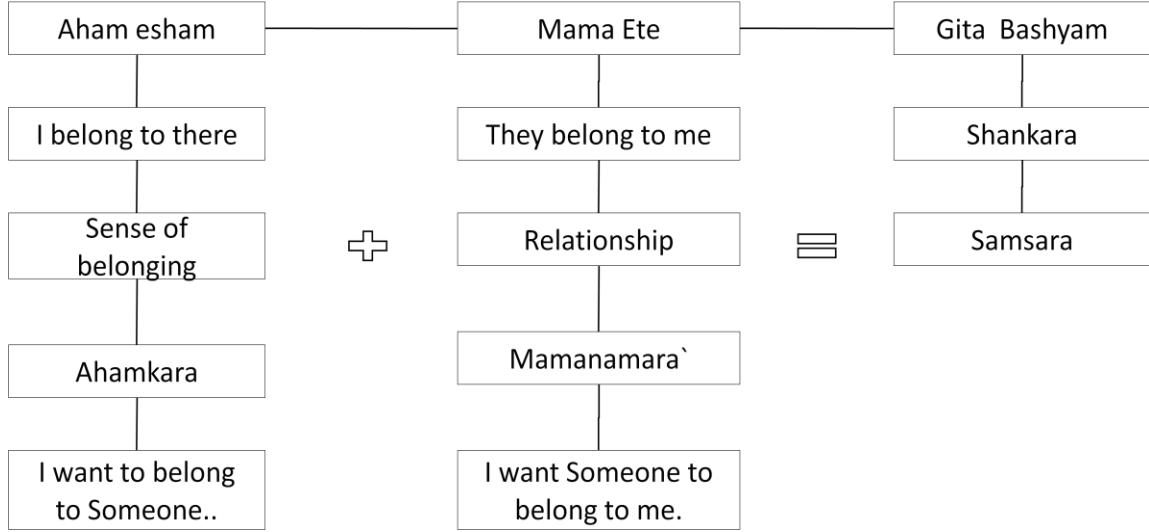 Aham esham
Mama Ete
Gita Bashyam
I belong to there
They belong to me
Shankara
Sense of
belonging
Relationship
Samsara
Ahamkara
Mamanamara`
I want to belong
to Someone..
I want Someone to
belong to me.